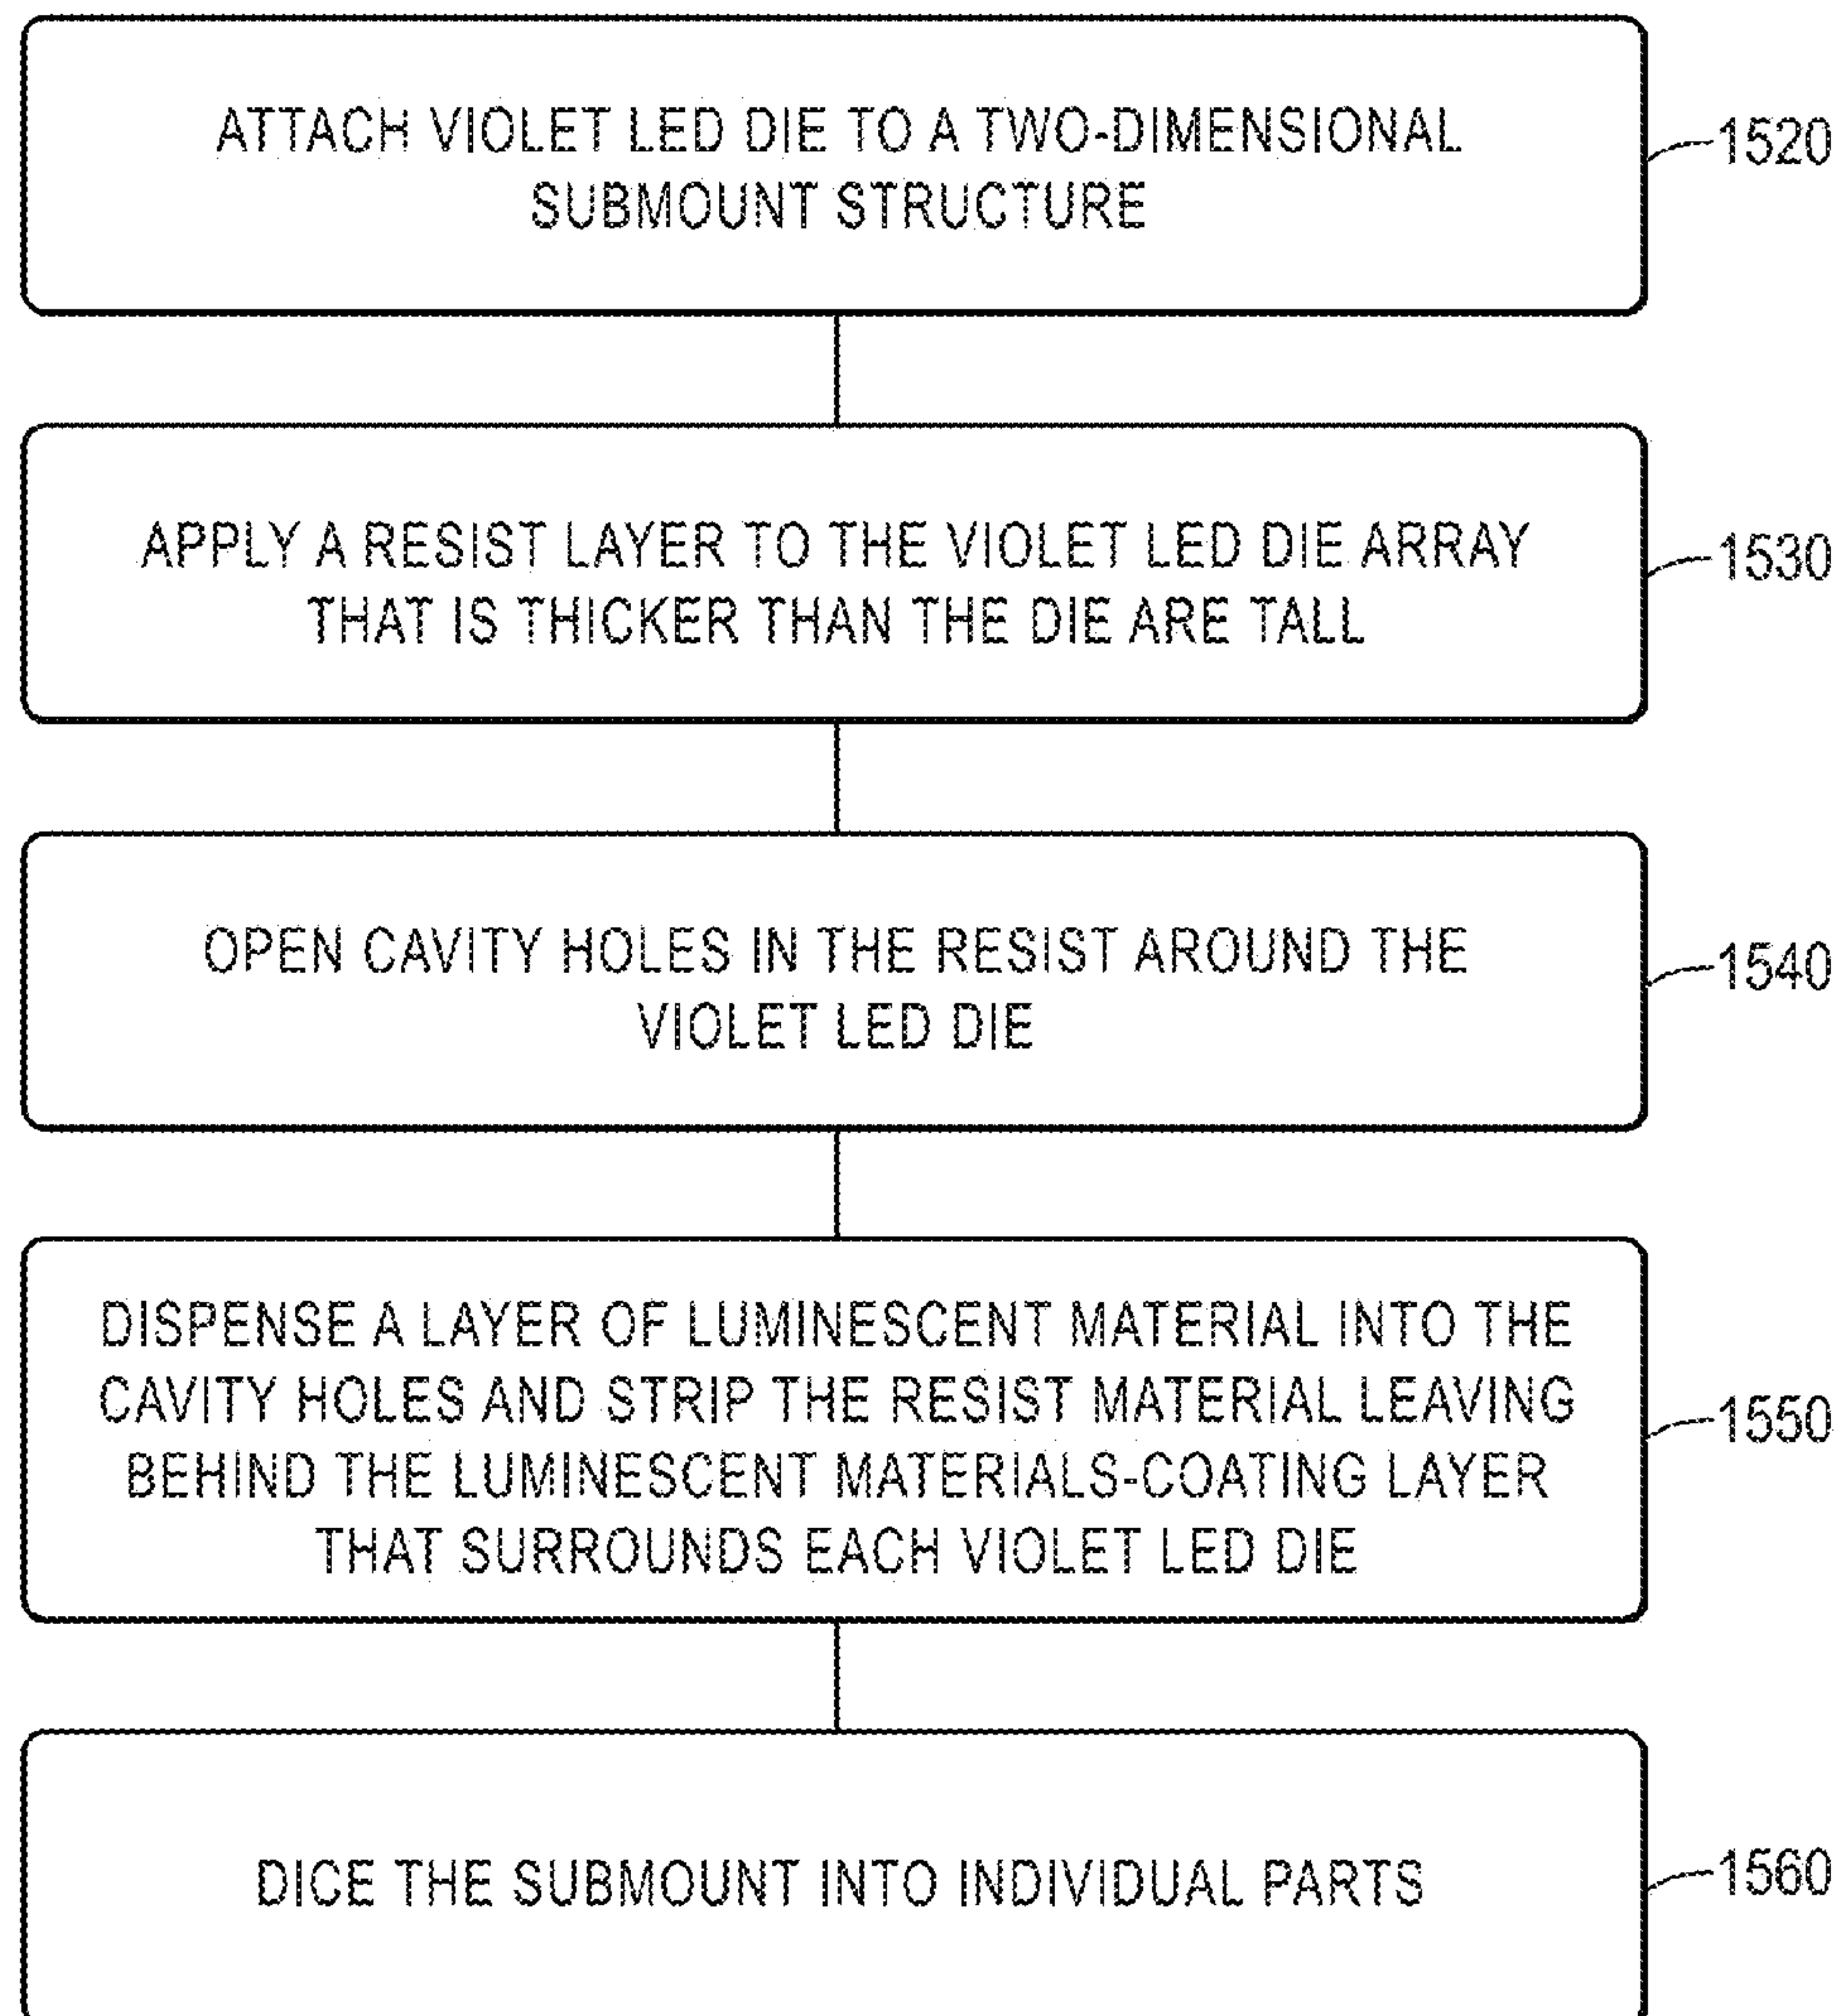 ATTACH VIOLET LED DIE TO A TWO-DIMENSIONAL
SUBMOUNT STRUCTURE
1520
APPLY A RESIST LAYER TO THE VIOLET LED DIE ARRAY
THAT IS THICKER THAN THE DIE ARE TALL
1530
OPEN CAVITY HOLES IN THE RESIST AROUND THE
VIOLET LED DIE
1540
DISPENSE A LAYER OF LUMINESCENT MATERIAL INTO THE
CAVITY HOLES AND STRIP THE RESIST MATERIAL LEAVING
BEHIND THE LUMINESCENT MATERIALS-COATING LAYER
THAT SURROUNDS EACH VIOLET LED DIE
1550
DICE THE SUBMOUNT INTO INDIVIDUAL PARTS
1560